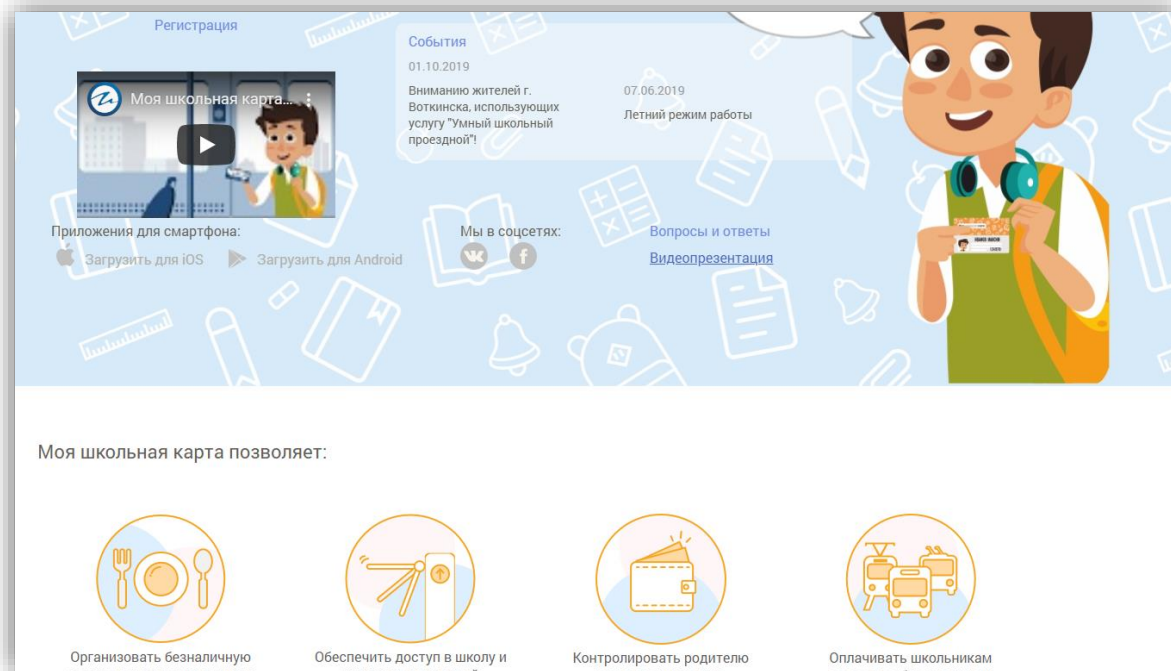 Регистрация
События
01.10.2019
Вниманию жителей г.
Воткинска, использующих
услугу "Умный школьный
проездной"!
07.06.2019
Летний режим работы
Моя школьная карта...
Приложения для смартфона:
Загрузить для iOS
Загрузить для Android
Мы в соцсетях:
Вопросы и ответы
Видеопрезентация
Моя школьная карта позволяет:
Организовать безналичную
Обеспечить доступ в школу и
Контролировать родителю
Оплачивать школьникам